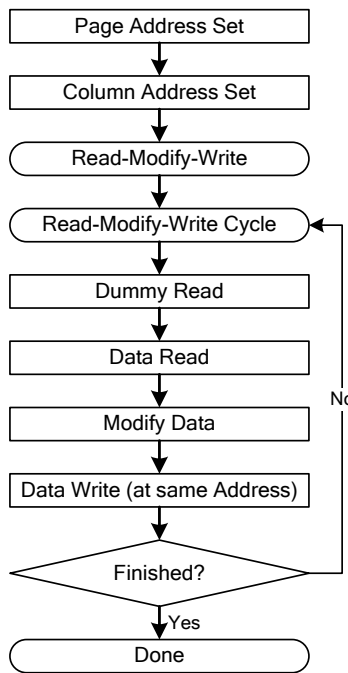 Page Address Set
Column Address Set
Read-Modify-Write
Read-Modify-Write Cycle
Dummy Read
Data Read
No
Modify Data
Data Write (at same Address)
Finished?
Yes
Done